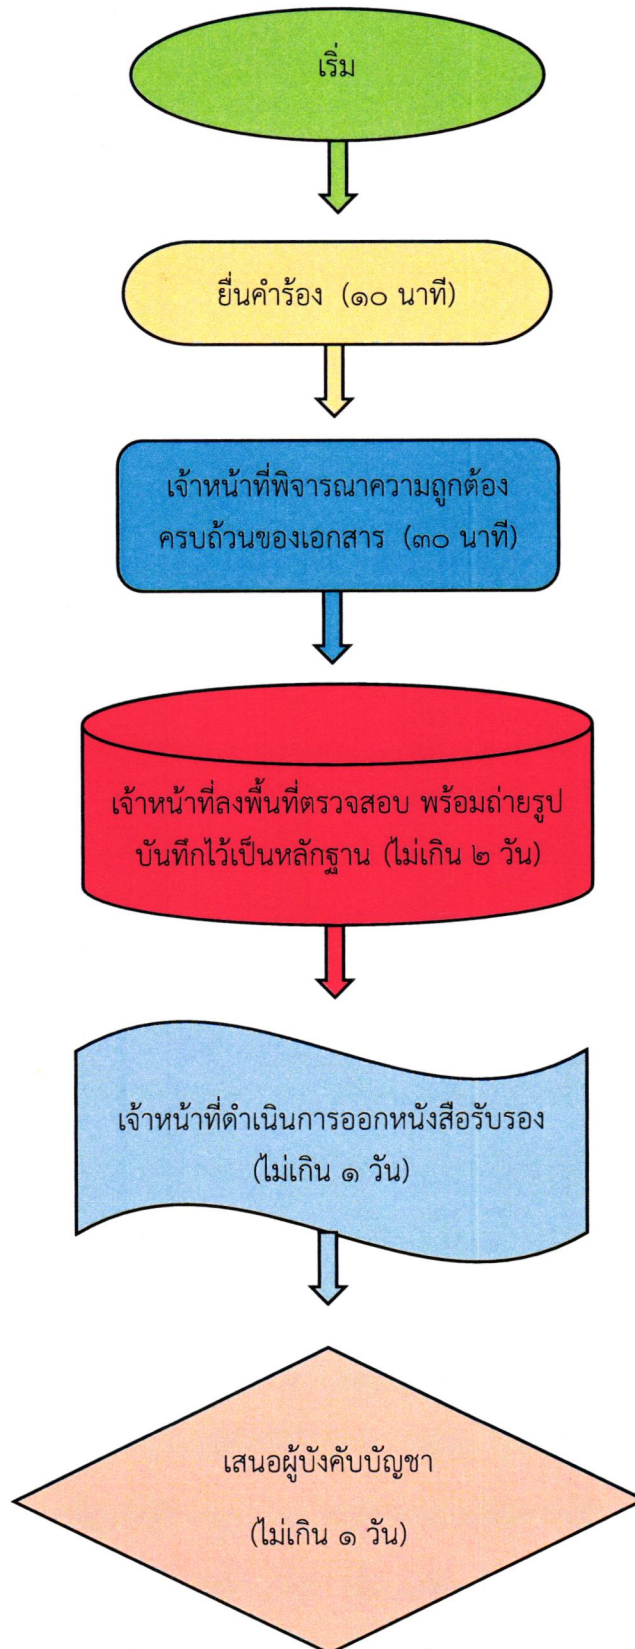 เริ่ม
ยื่นคำร้อง (๑๐ นาที)
เจ้าหน้าที่พิจารณาความถูกต้อง
ครบถ้วนของเอกสาร (๓๐ นาที)
เจ้าหน้าที่ลงพื้นที่ตรวจสอบ พร้อมถ่ายรูป
บันทึกไว้เป็นหลักฐาน (ไม่เกิน ๒ วัน)
เจ้าหน้าที่ดำเนินการออกหนังสือรับรอง
(ไม่เกิน ๑ วัน)
เสนอผู้บังคับบัญชา
(ไม่เกิน ๑ วัน)